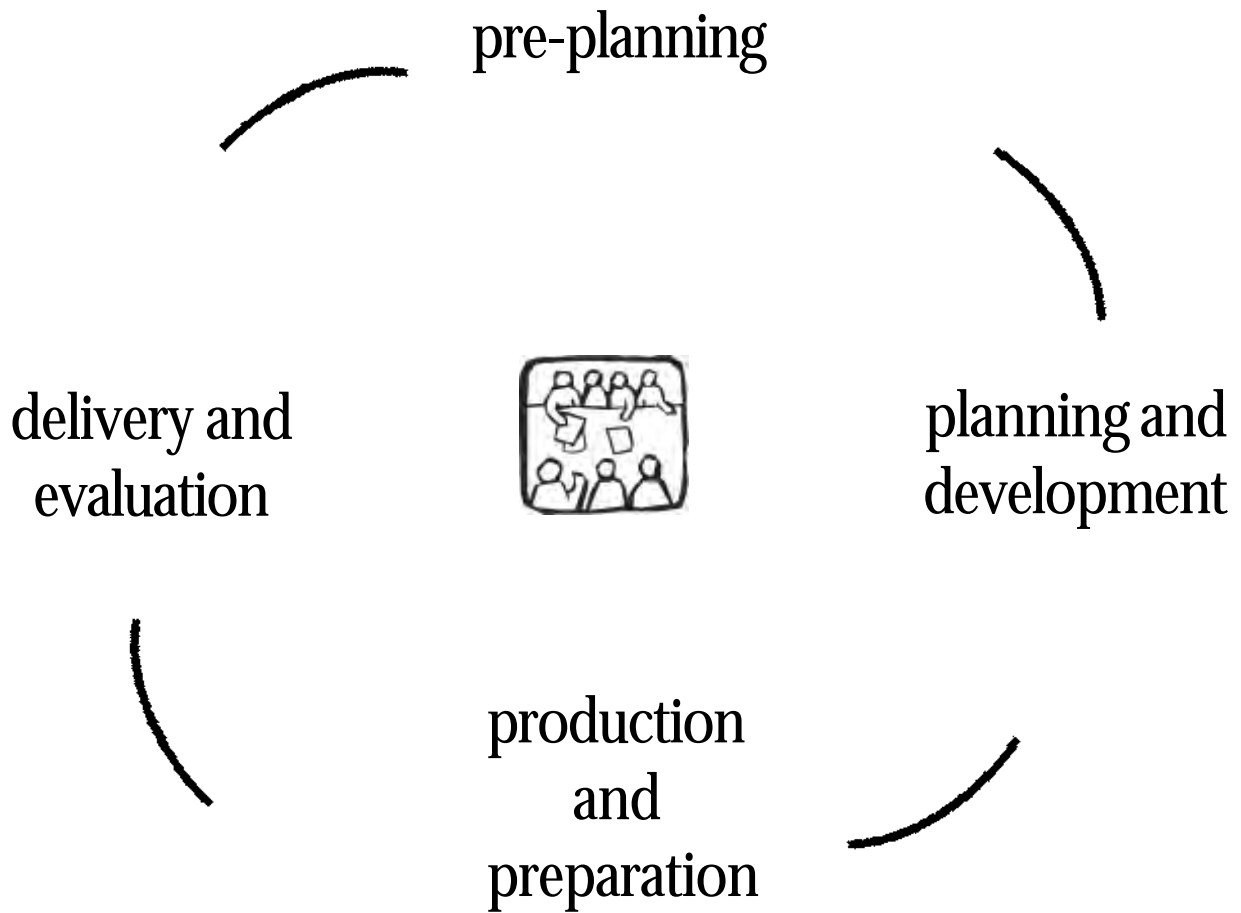 pre-planning
planning and
development
production
and
preparation
delivery and
evaluation